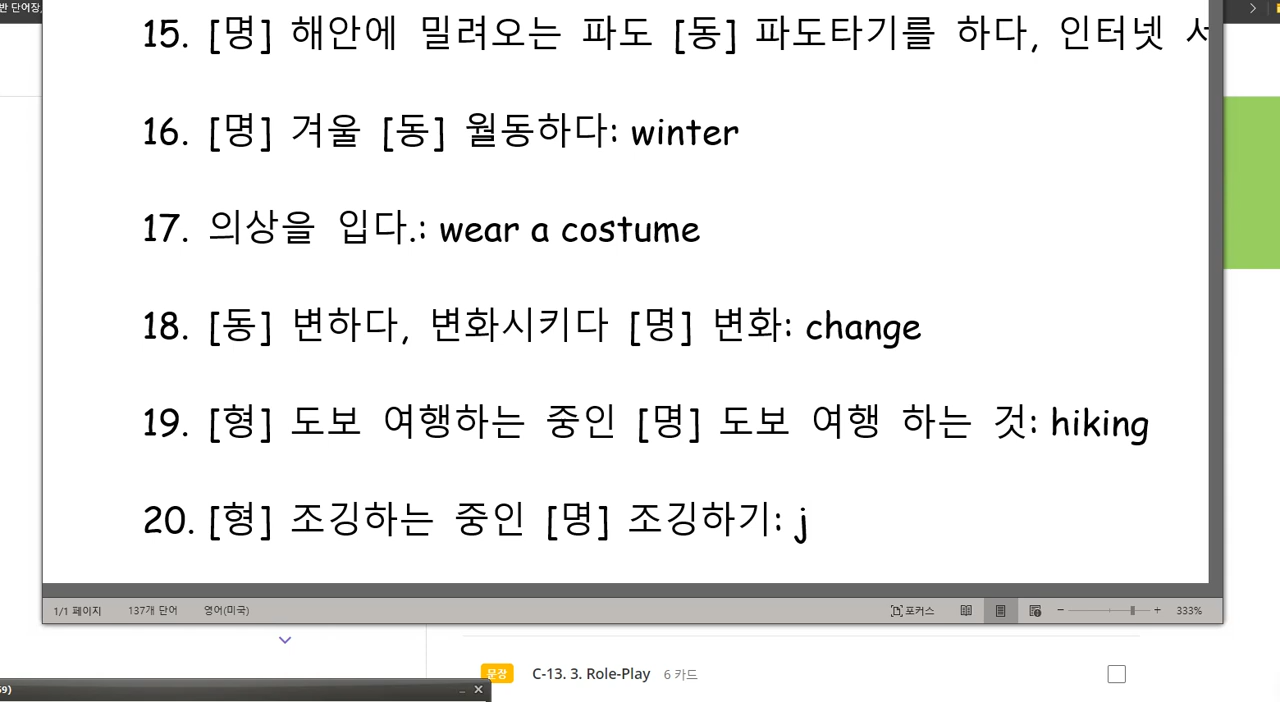 반 단어장
15. [명] 해안에 밀려오는 파도 [동] 파도타기를 하다, 인터넷
16. [명] 겨울 [동] 월동하다: winter
17. 의상을 입다.: wear a costume
18. [동] 변하다, 변화시키다 [명] 변화: change
19. [형] 도보 여행하는 중인 [명] 도보 여행 하는 것: hiking
20. [형] 조깅하는 중인 [명] 조깅하기: j
1/1 페이지 137개 단어 영어(미국) 포커스 333%
문장 C-13. 3. Role-Play 6 카드
59)